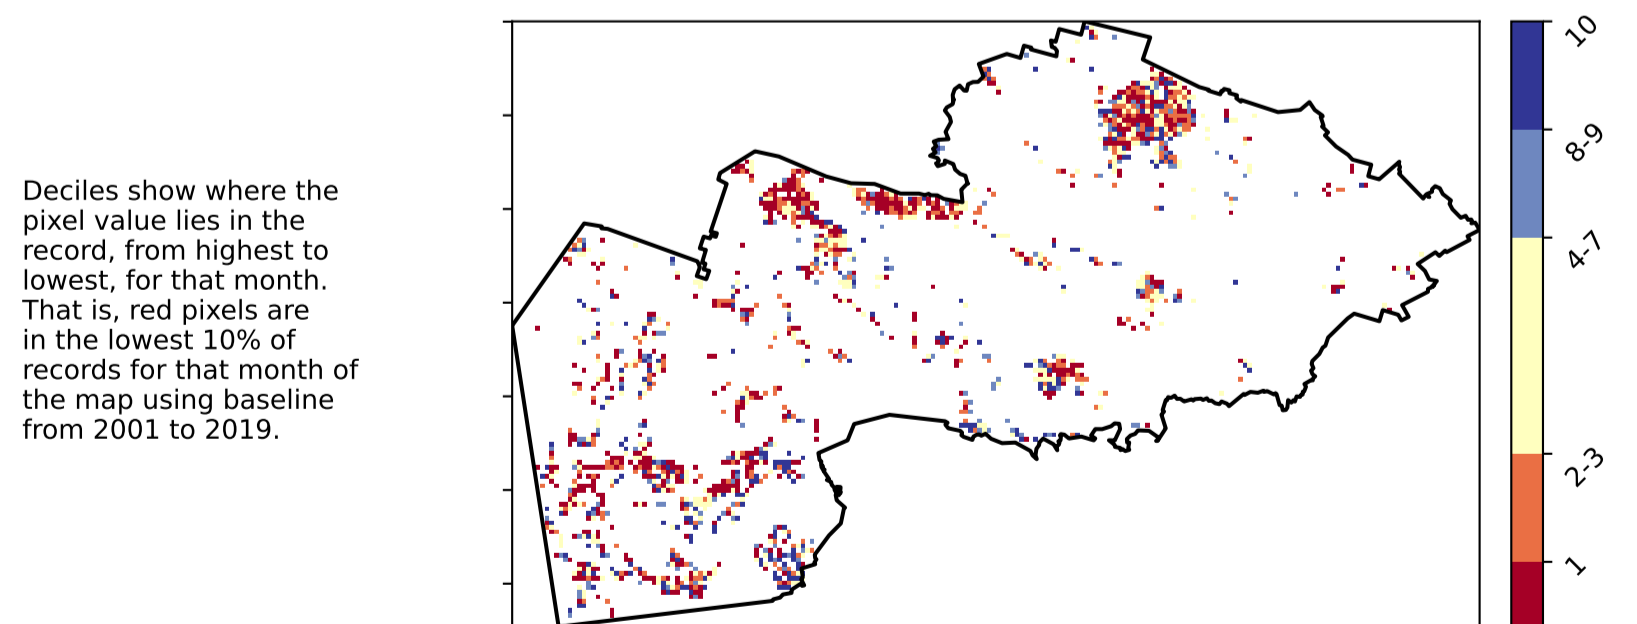 Deciles show where the
pixel value lies in the
record, from highest to
lowest, for that month.
That is, red pixels are
in the lowest 10% of
records for that month of
the map using baseline
from 2001 to 2019.
10
8-9
4-7
2-3
1